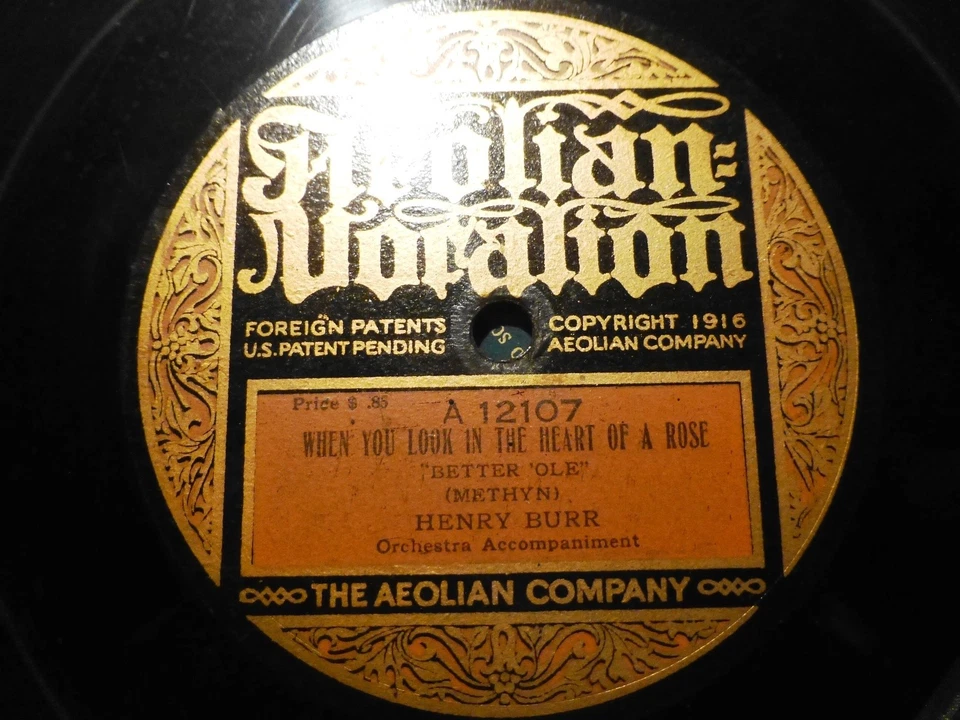 Aeolian-
Vocalion
FOREIGN PATENTS
U.S. PATENT PENDING
COPYRIGHT 1916
AEOLIAN COMPANY
Price $ .85
A 12107
WHEN YOU LOOK IN THE HEART OF A ROSE
"BETTER 'OLE"
(METHYN)
HENRY BURR
Orchestra Accompaniment
THE AEOLIAN COMPANY